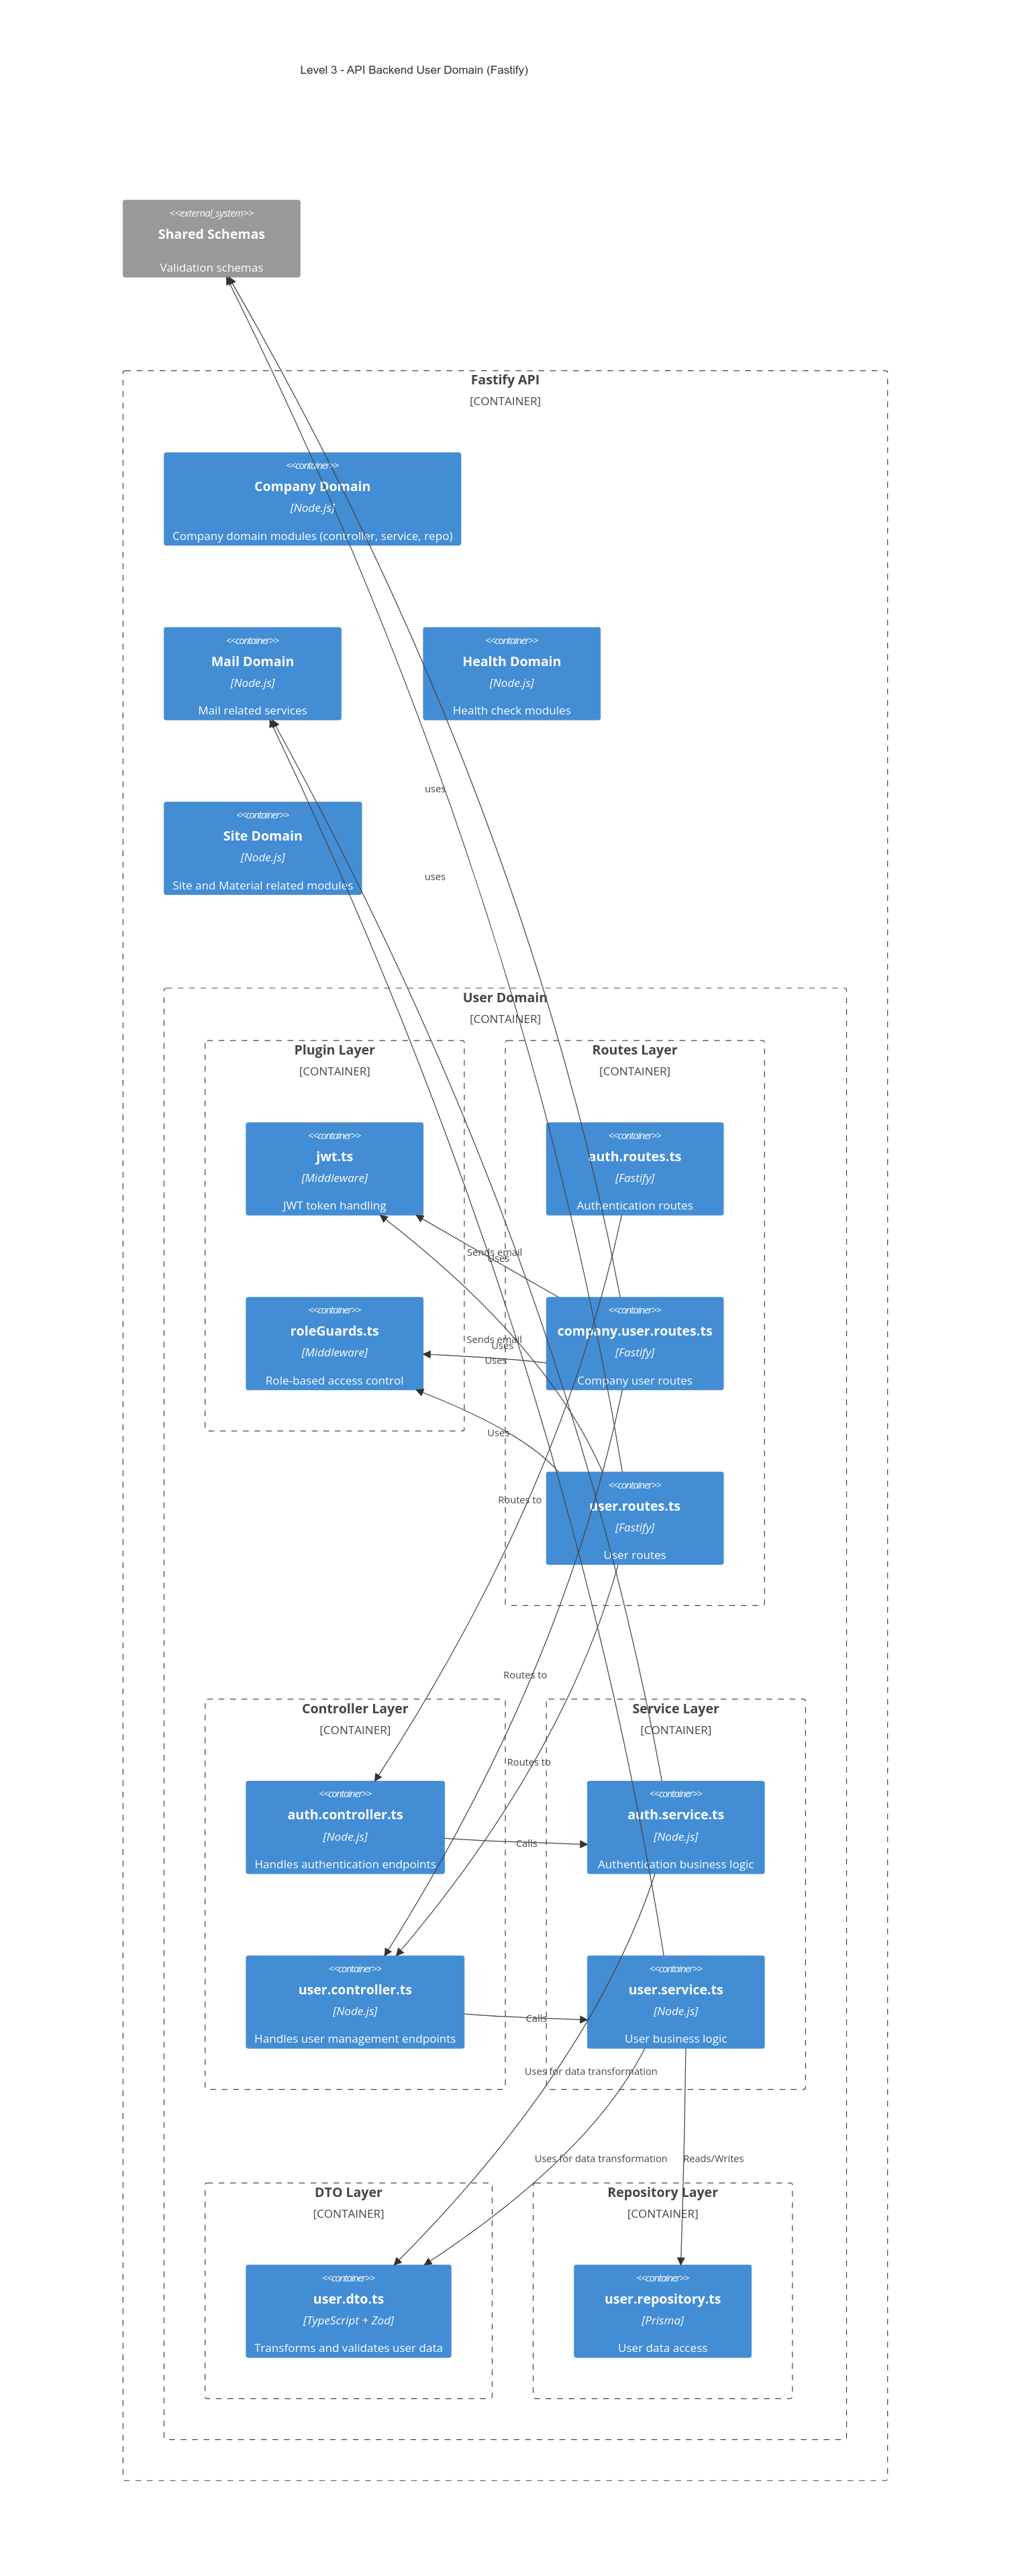 Level 3 - API Backend User Domain (Fastify)
<<external_system>>
Shared Schemas
Validation schemas
Fastify API
[CONTAINER]
<<container>>
Company Domain
[Node.js]
Company domain modules (controller, service, repo)
<<container>>
Mail Domain
[Node.js]
Mail related services
<<container>>
Health Domain
[Node.js]
Health check modules
uses
<<container>>
Site Domain
[Node.js]
Site and Material related modules
uses
User Domain
[CONTAINER]
Plugin Layer
[CONTAINER]
Routes Layer
[CONTAINER]
<<container>>
jwt.ts
[Middleware]
JWT token handling
<<container>>
auth.routes.ts
[Fastify]
Authentication routes
Sends email
Uses
<<container>>
roleGuards.ts
[Middleware]
Role-based access control
Sends email
Uses
Uses
<<container>>
company.user.routes.ts
[Fastify]
Company user routes
Uses
<<container>>
user.routes.ts
[Fastify]
User routes
Routes to
Routes to
Controller Layer
[CONTAINER]
Service Layer
[CONTAINER]
Routes to
<<container>>
auth.controller.ts
[Node.js]
Handles authentication endpoints
Calls
<<container>>
auth.service.ts
[Node.js]
Authentication business logic
<<container>>
user.controller.ts
[Node.js]
Handles user management endpoints
Calls
<<container>>
user.service.ts
[Node.js]
User business logic
Uses for data transformation
Uses for data transformation
Reads/Writes
DTO Layer
[CONTAINER]
Repository Layer
[CONTAINER]
<<container>>
user.dto.ts
[TypeScript + Zod]
Transforms and validates user data
<<container>>
user.repository.ts
[Prisma]
User data access